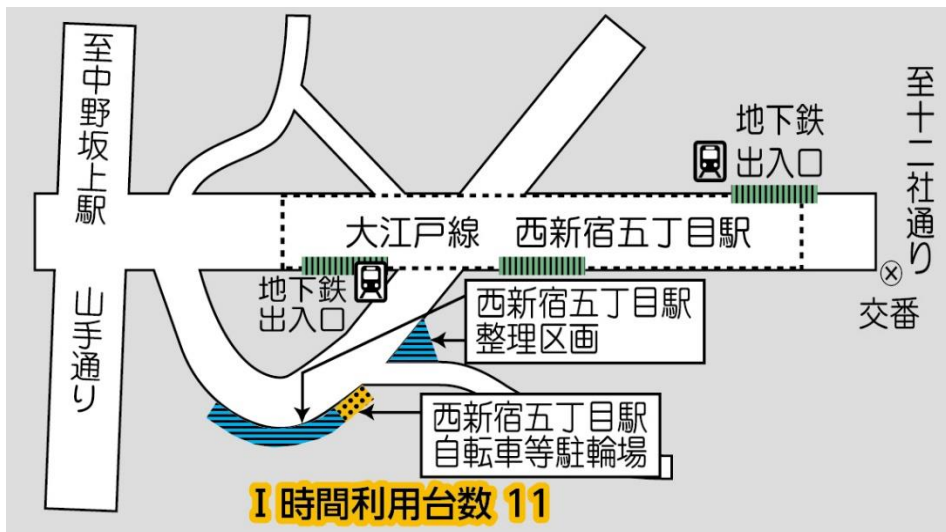 至中野坂上駅
山手通り
大江戸線 西新宿五丁目駅
地下鉄
出入口
地下鉄
出入口
至十二社通り
交番
西新宿五丁目駅
整理区画
西新宿五丁目駅
自転車等駐輪場
I 時間利用台数 11